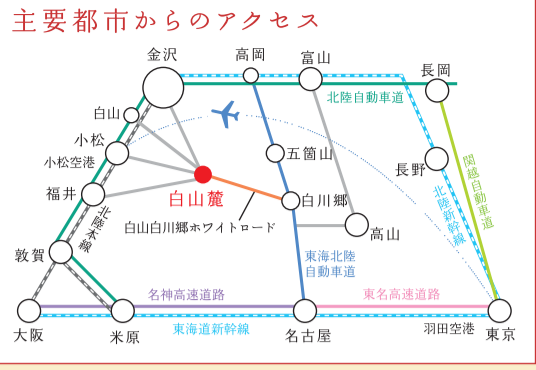 主要都市からのアクセス
金沢
高岡
富山
長岡
北陸自動車道
白山
小松
小松空港
五箇山
長野
関越自動車道
福井
白山麓
白川郷
北陸新幹線
北陸本線
白山白川郷ホワイトロード
高山
敦賀
東海北陸
自動車道
名神高速道路
東名高速道路
大阪
米原
東海道新幹線
名古屋
羽田空港
東京